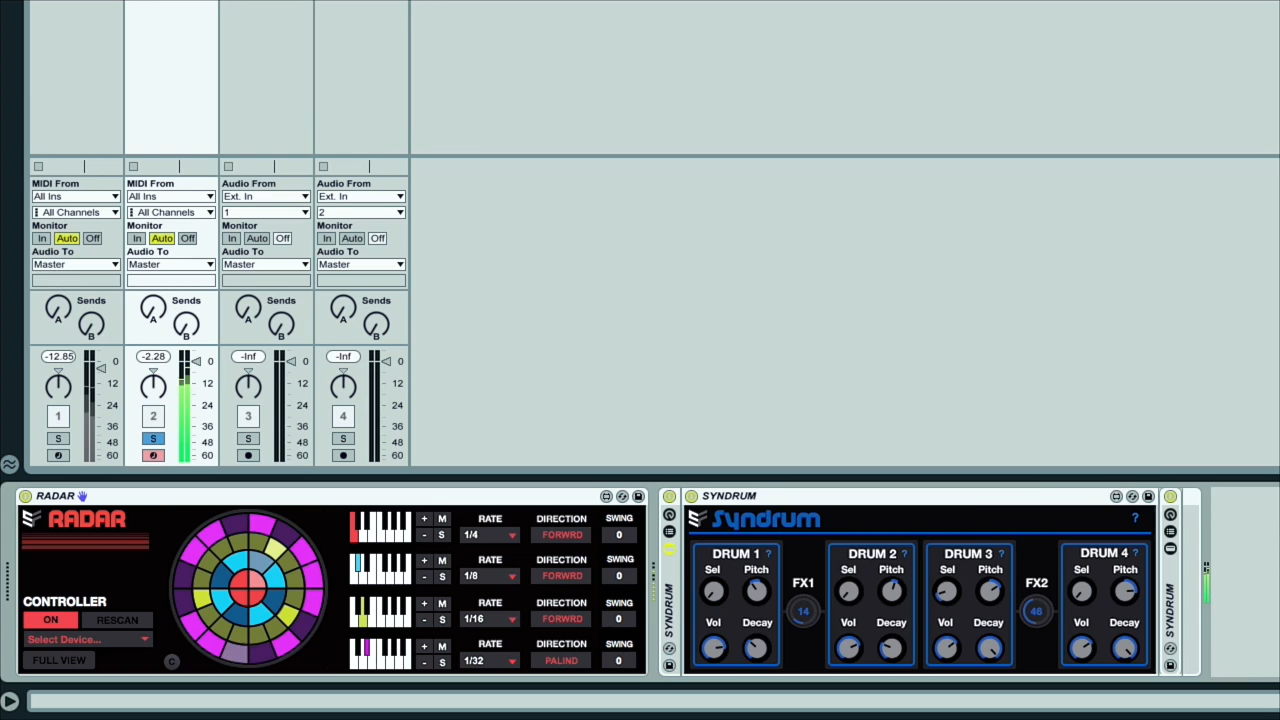 MIDI From MIDI From Audio From Audio From
All Ins All Ins Ext. In Ext. In
All Channels All Channels 1 2
Monitor Monitor Monitor Monitor
In Auto Off In Auto Off In Auto Off In Auto Off
Audio To Audio To Audio To Audio To
Master Master Master Master
Sends Sends Sends Sends
A A A A
B B B B
-12.85 0 -2.28 0 -Inf 0 -Inf 0
12 12 12 12
24 24 24 24
1 2 3 4
36 36 36 36
S 48 S 48 S 48 S 48
60 60 60 60
RADAR
RADAR
CONTROLLER
ON RESCAN
Select Device...
FULL VIEW
C
+ M RATE DIRECTION SWING
- S 1/4 FORWRD 0
+ M RATE DIRECTION SWING
- S 1/8 FORWRD 0
+ M RATE DIRECTION SWING
- S 1/16 FORWRD 0
+ M RATE DIRECTION SWING
- S 1/32 PALIND 0
SYNDRUM
SYNDRUM
Syndrum ?
DRUM 1 ?
Sel Pitch
Vol Decay
FX1
14
DRUM 2 ?
Sel Pitch
Vol Decay
DRUM 3 ?
Sel Pitch
Vol Decay
FX2
48
DRUM 4 ?
Sel Pitch
Vol Decay
SYNDRUM